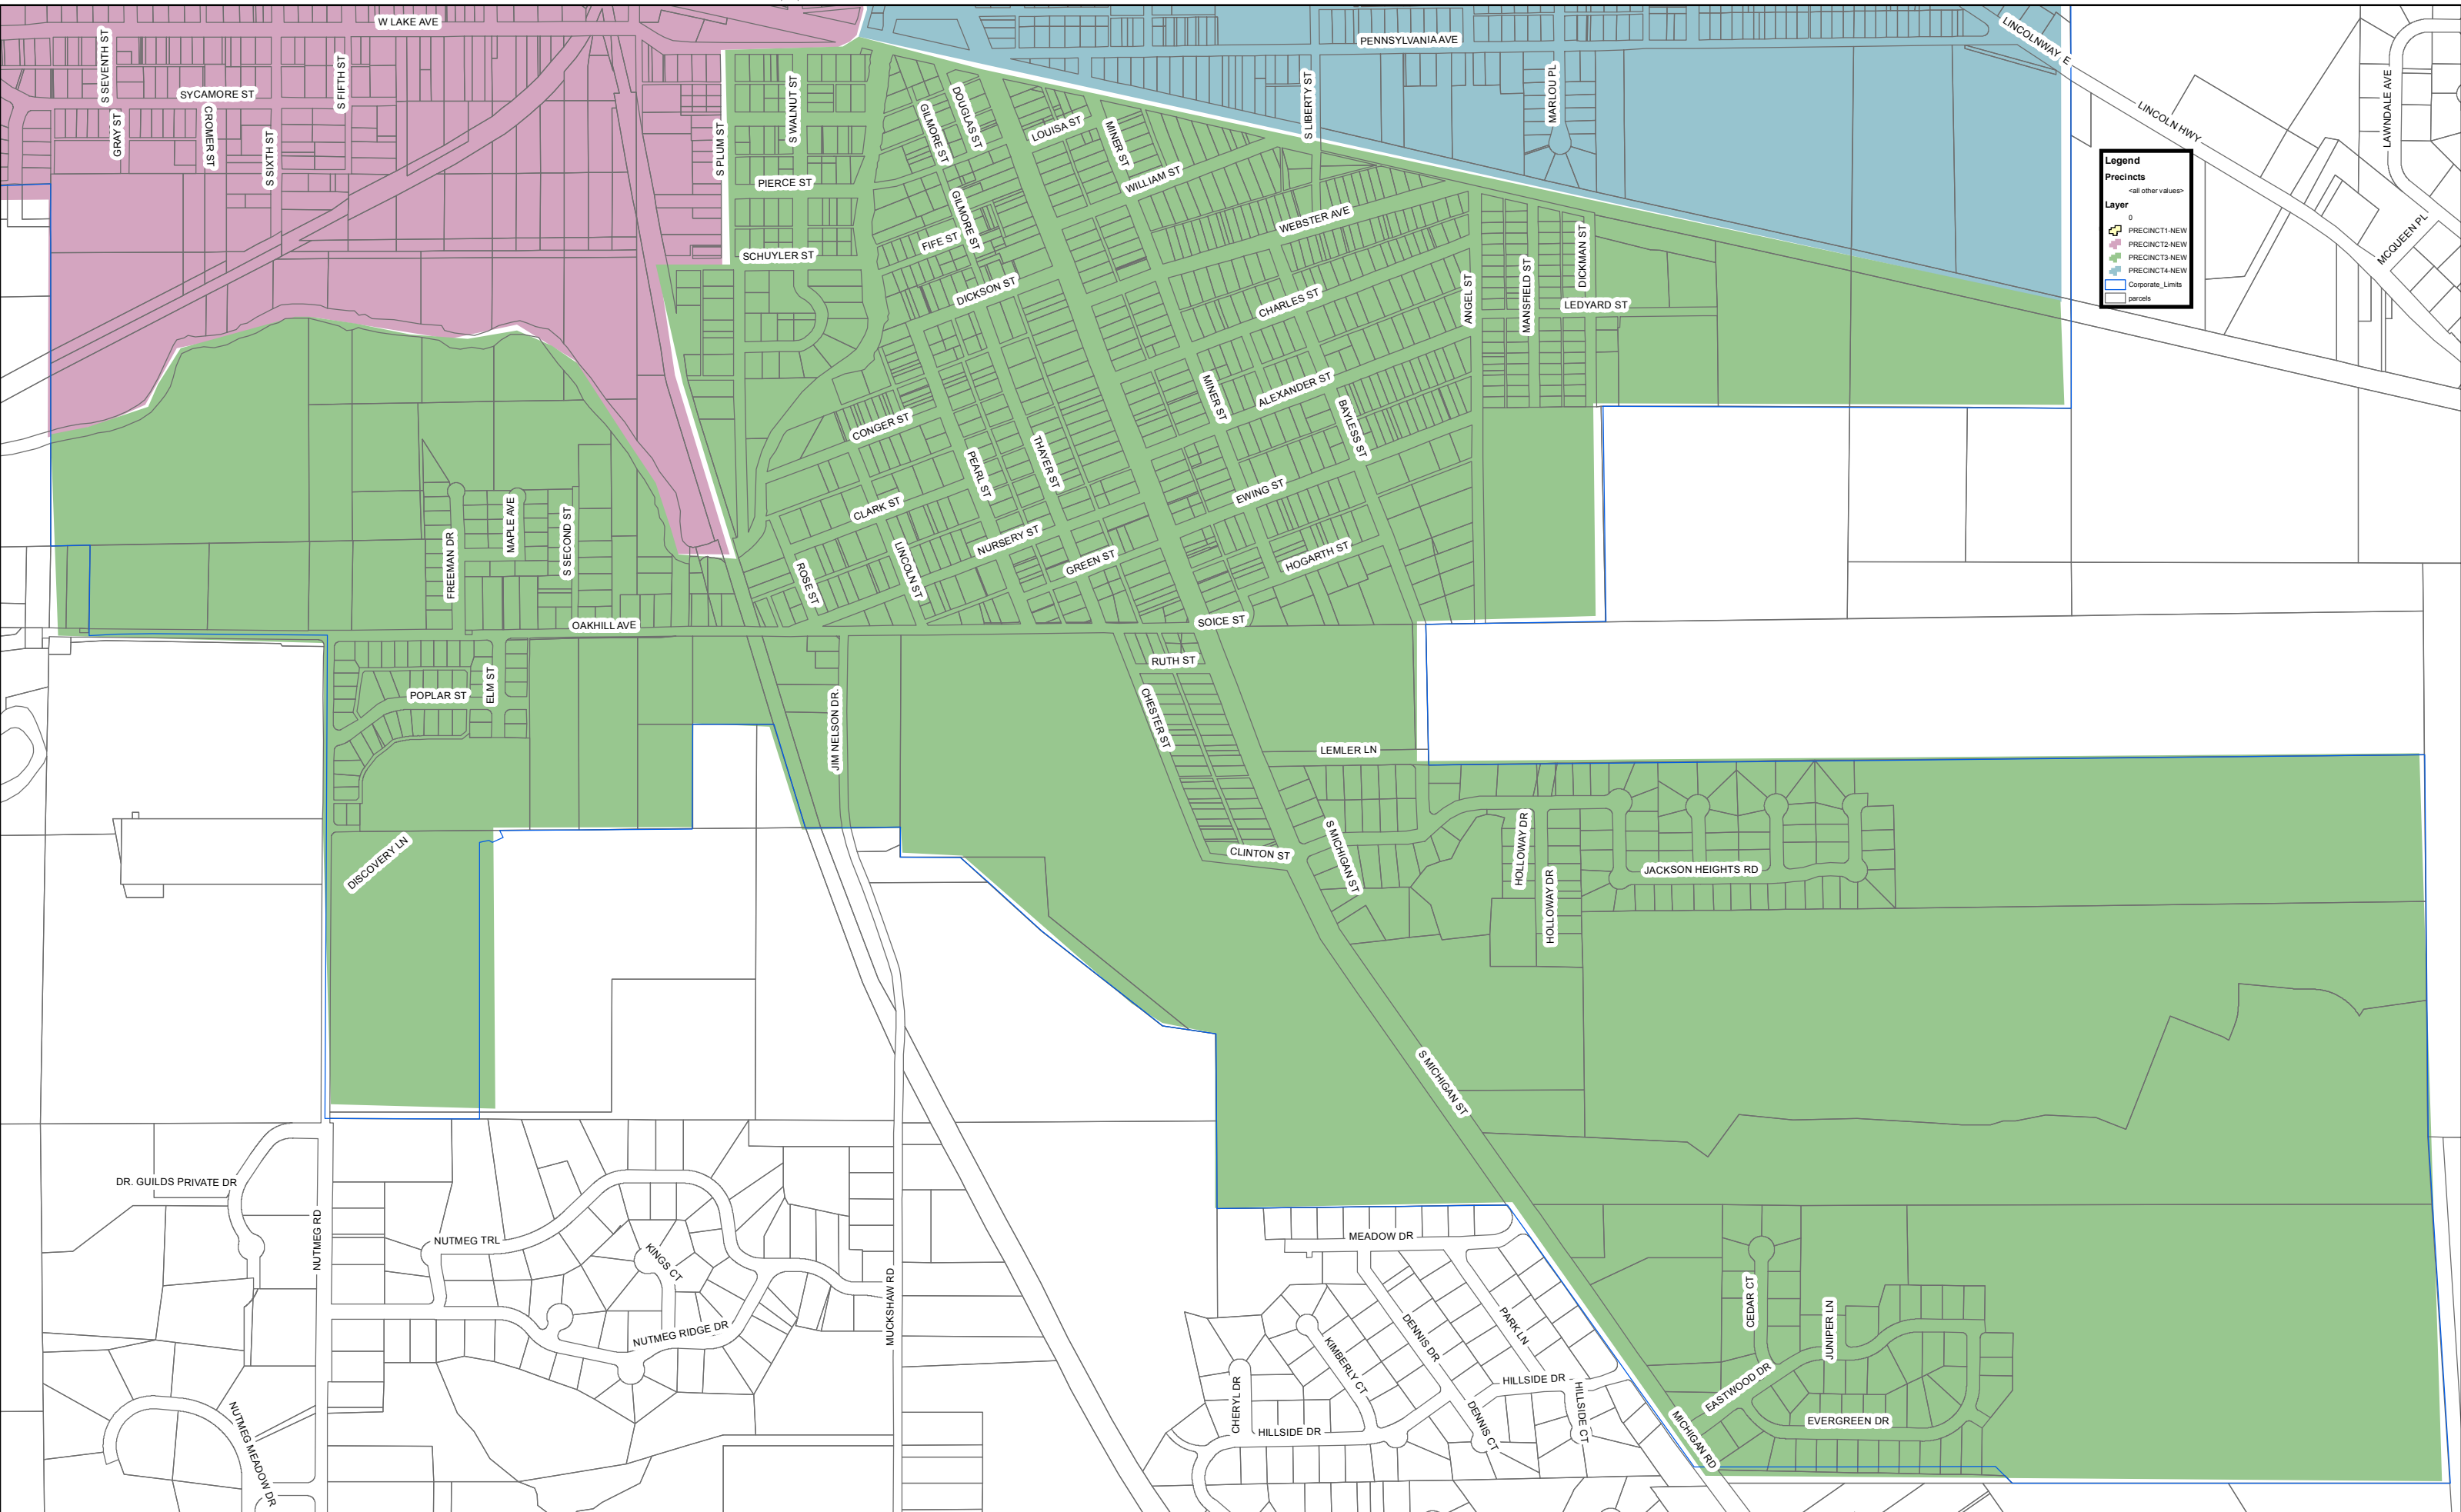 W LAKE AVE
PENNSYLVANIA AVE
LINCOLNWAY E
S SEVENTH ST
SYCAMORE ST
S FIFTH ST
GRAY ST
CROMER ST
S SIXTH ST
S PLUM ST
S WALNUT ST
PIERCE ST
SCHUYLER ST
GILMORE ST
DOUGLAS ST
LOUISA ST
MINER ST
WILLIAM ST
S LIBERTY ST
MARLOU PL
LINCOLN HWY
LAWNDALE AVE
MCQUEEN PL
Legend
Precincts
<all other values>
Layer
0
PRECINCT1-NEW
PRECINCT2-NEW
PRECINCT3-NEW
PRECINCT4-NEW
Corporate_Limits
parcels
GILMORE ST
FIFE ST
DICKSON ST
WEBSTER AVE
CHARLES ST
ANGEL ST
MANSFIELD ST
DICKMAN ST
LEDYARD ST
MINER ST
ALEXANDER ST
BAYLESS ST
CONGER ST
PEARL ST
THAYER ST
CLARK ST
NURSERY ST
EWING ST
HOGARTH ST
GREEN ST
LINCOLN ST
ROSE ST
FREEMAN DR
MAPLE AVE
S SECOND ST
OAKHILL AVE
SOICE ST
RUTH ST
POPLAR ST
ELM ST
JIM NELSON DR.
CHESTER ST
LEMLER LN
DISCOVERY LN
CLINTON ST
S MICHIGAN ST
HOLLOWAY DR
HOLLOWAY DR
JACKSON HEIGHTS RD
S MICHIGAN ST
DR. GUILDS PRIVATE DR
NUTMEG RD
NUTMEG TRL
KINGS CT
NUTMEG RIDGE DR
MUCKSHAW RD
NUTMEG MEADOW DR
MEADOW DR
PARK LN
DENNIS DR
KIMBERLY CT
CHERYL DR
HILLSIDE DR
HILLSIDE DR
DENNIS CT
HILLSIDE CT
MICHIGAN RD
CEDAR CT
JUNIPER LN
EASTWOOD DR
EVERGREEN DR